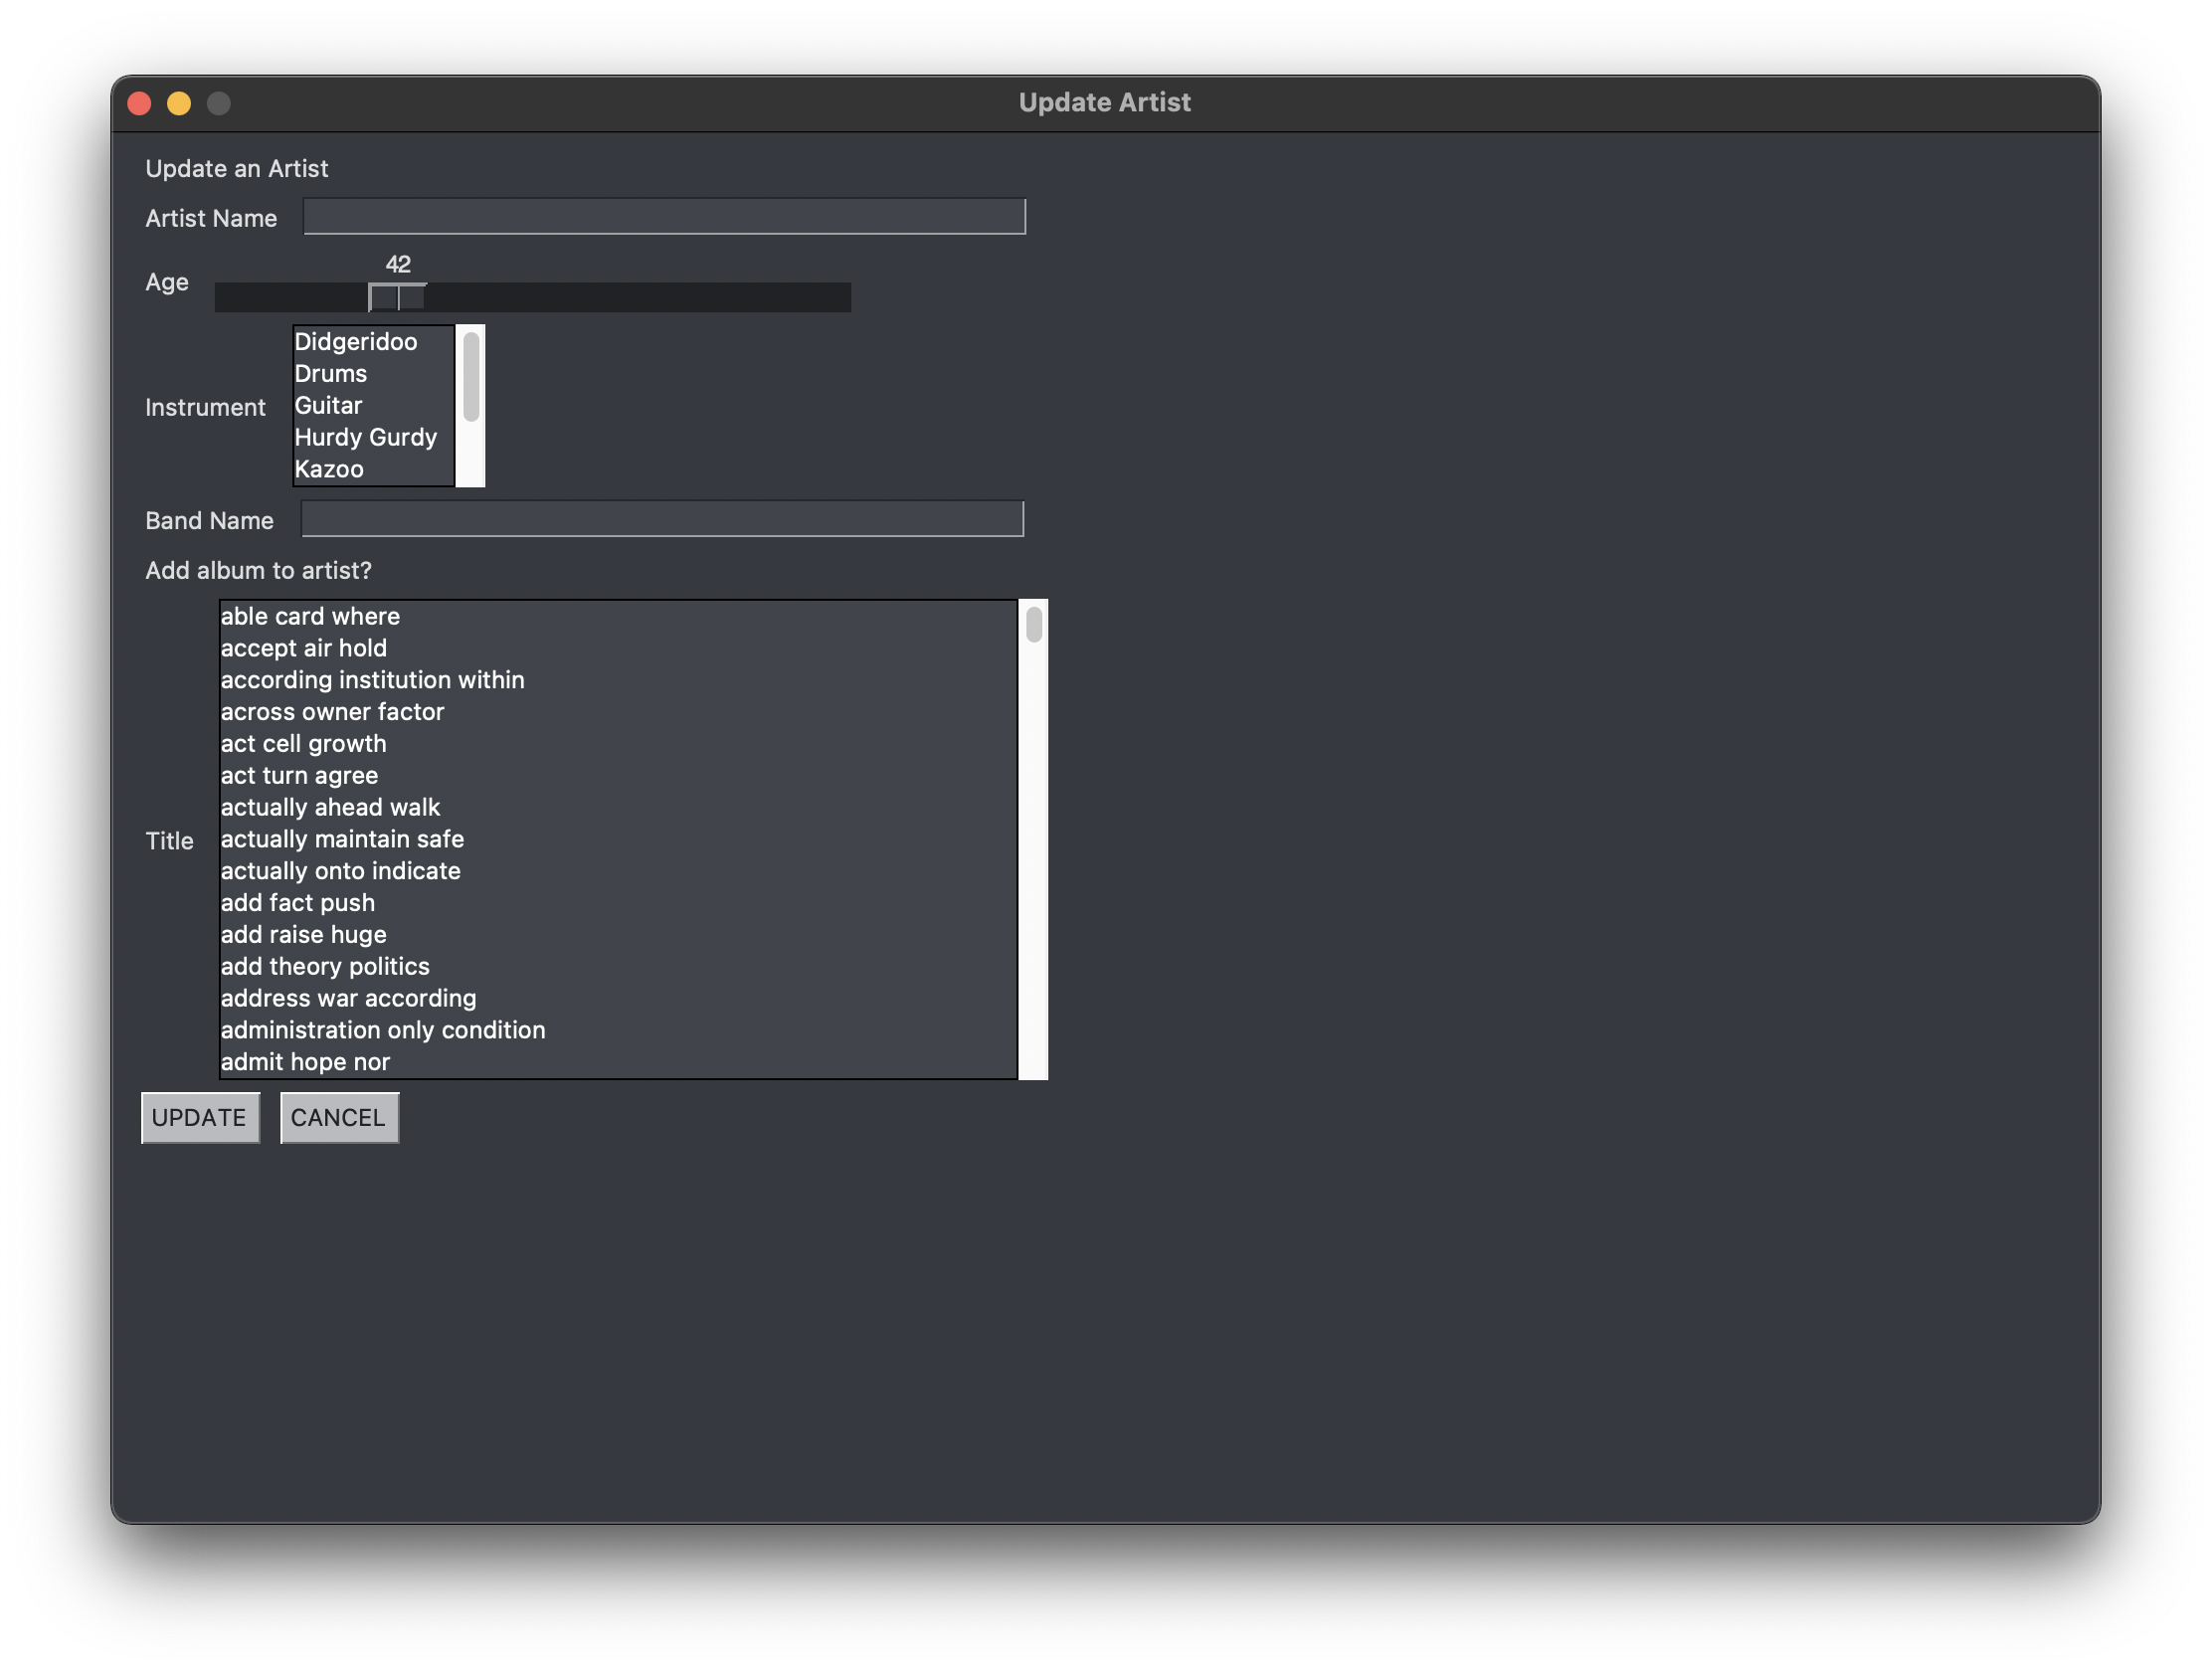 Update Artist
Update an Artist
Artist Name
42
Age
Didgeridoo
Drums
Guitar
Instrument
Hurdy Gurdy
Kazoo
Band Name
Add album to artist?
able card where
accept air hold
according institution within
across owner factor
act cell growth
act turn agree
actually ahead walk
Title
actually maintain safe
actually onto indicate
add fact push
add raise huge
add theory politics
address war according
administration only condition
admit hope nor
UPDATE CANCEL